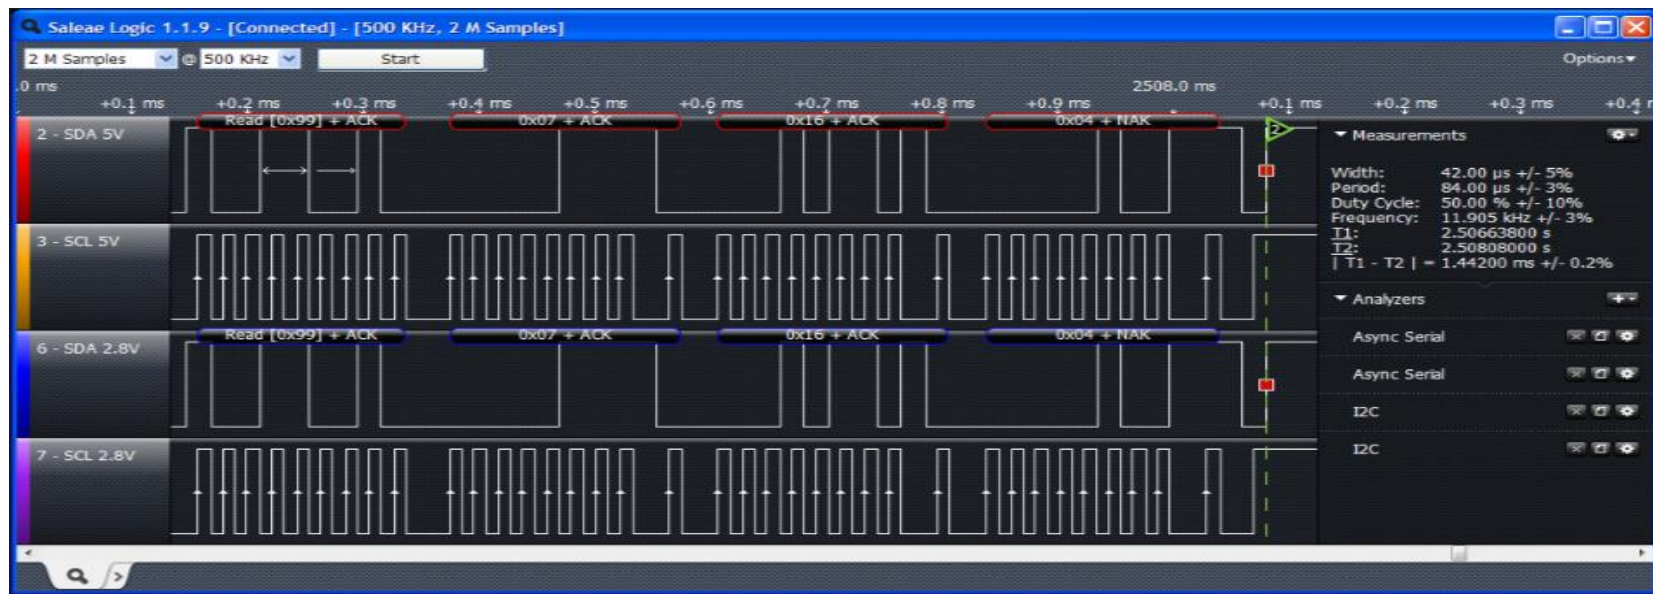 Saleae Logic 1.1.9 - [Connected] - [500 KHz, 2 M Samples]
2 M Samples @ 500 KHz Start Options
.0 ms 2508.0 ms
+0.1 ms +0.2 ms +0.3 ms +0.4 ms +0.5 ms +0.6 ms +0.7 ms +0.8 ms +0.9 ms +0.1 ms +0.2 ms +0.3 ms +0.4
2 - SDA 5V
Read [0x99] + ACK 0x07 + ACK 0x16 + ACK 0x04 + NAK
2
3 - SCL 5V
6 - SDA 2.8V
Read [0x99] + ACK 0x07 + ACK 0x16 + ACK 0x04 + NAK
7 - SCL 2.8V
Measurements
Width: 42.00 µs +/- 5%
Period: 84.00 µs +/- 3%
Duty Cycle: 50.00 % +/- 10%
Frequency: 11.905 kHz +/- 3%
T1: 2.50663800 s
T2: 2.50808000 s
| T1 - T2 | = 1.44200 ms +/- 0.2%
Analyzers
Async Serial
Async Serial
I2C
I2C